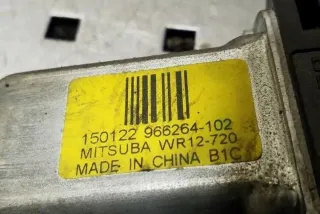 150122 966264-102
MITSUBA WR12-720
MADE IN CHINA B1C